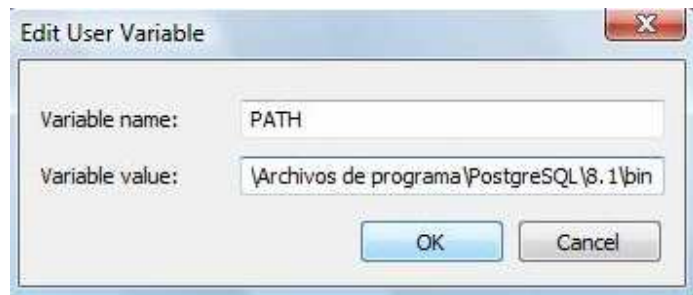 Edit User Variable
Variable name: PATH
Variable value: \Archivos de programa\PostgreSQL\8.1\bin
OK Cancel